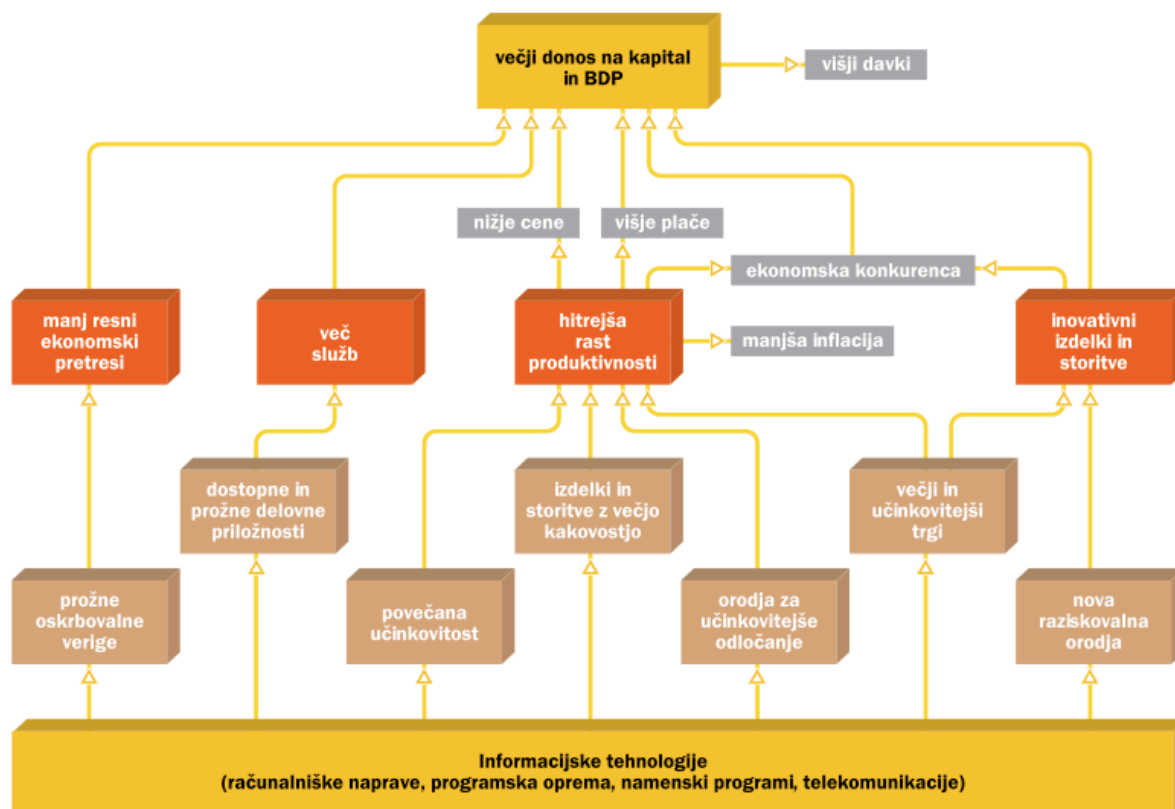 večji donos na kapital
in BDP
višji davki
nižje cene
višje plače
ekonomska konkurenca
manjša inflacija
manj resni
ekonomski
pretresi
več
služb
hitrejša
rast
produktivnosti
inovativni
izdelki in
storitve
dostopne in
prožne delovne
priložnosti
izdelki in
storitve z večjo
kakovostjo
večji in
učinkovitejši
trgi
prožne
oskrbovalne
verige
povečana
učinkovitost
orodja za
učinkovitejše
odločanje
nova
raziskovalna
orodja
Informacijske tehnologije
(računalniške naprave, programska oprema, namenski programi, telekomunikacije)